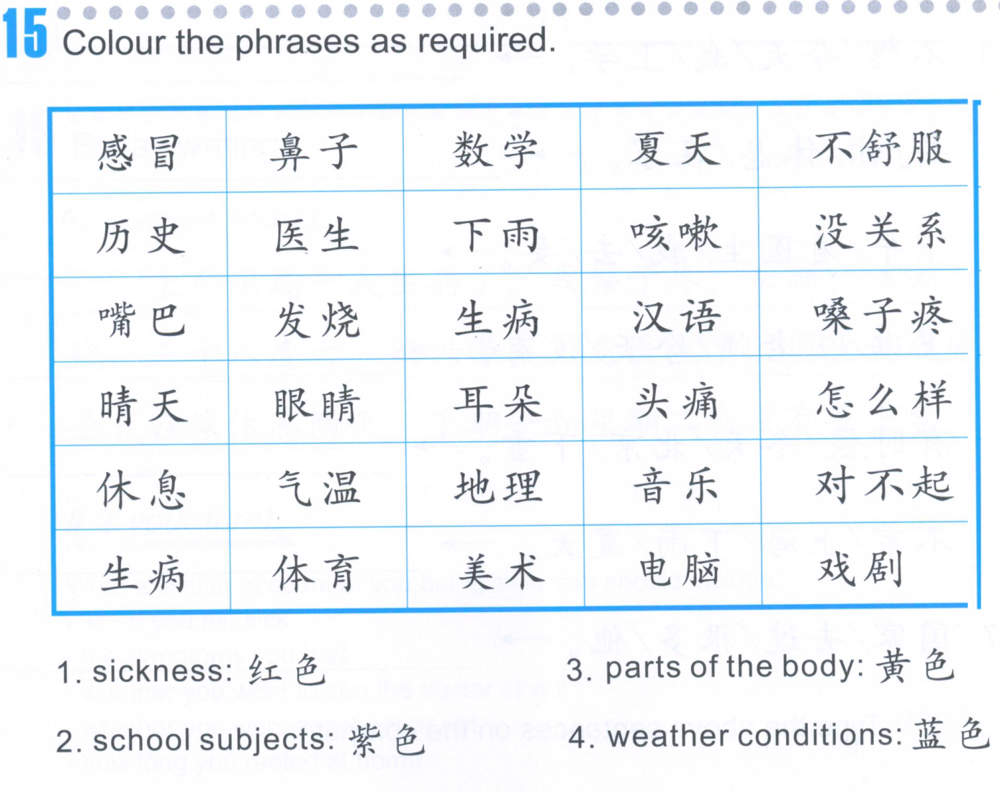 15 Colour the phrases as required.
感冒 鼻子 数学 夏天 不舒服
历史 医生 下雨 咳嗽 没关系
嘴巴 发烧 生病 汉语 嗓子疼
晴天 眼睛 耳朵 头痛 怎么样
休息 气温 地理 音乐 对不起
生病 体育 美术 电脑 戏剧
1. sickness: 红色
3. parts of the body: 黄色
2. school subjects: 紫色
4. weather conditions: 蓝色